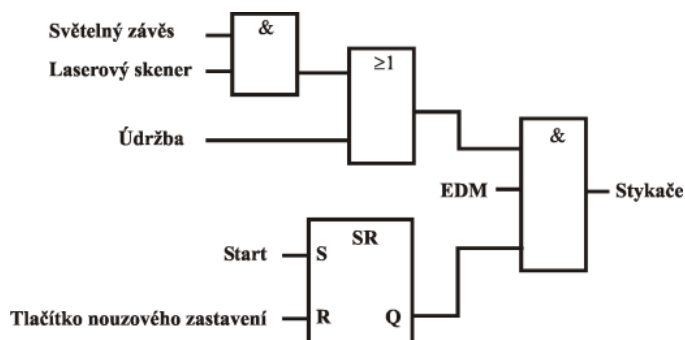 Světelný závěs
&
Laserový skener
≥1
Údržba
&
EDM
Stykače
SR
Start
S
Tlačítko nouzového zastavení
R
Q